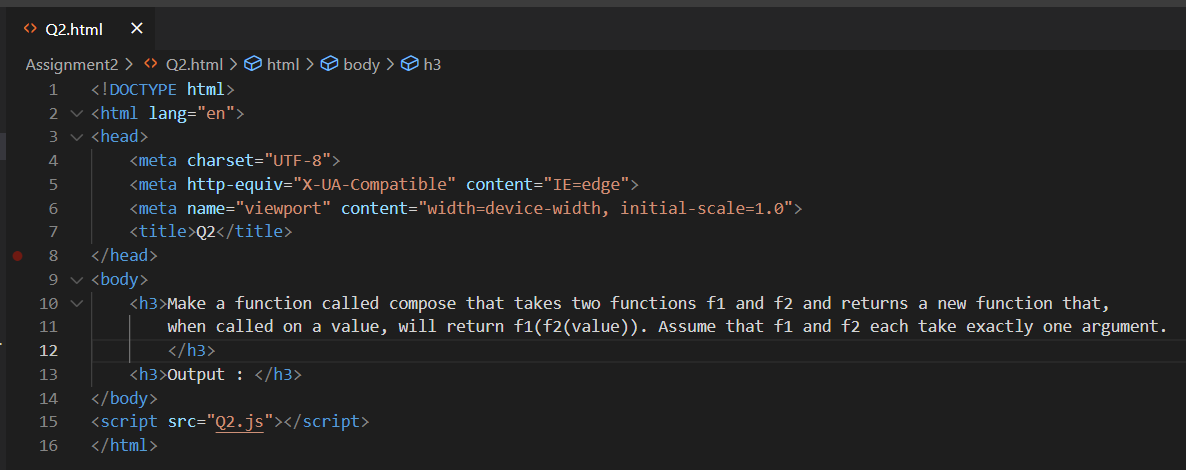 Q2.html
Assignment2 > Q2.html > html > body > h3
1 <!DOCTYPE html>
2 <html lang="en">
3 <head>
4     <meta charset="UTF-8">
5     <meta http-equiv="X-UA-Compatible" content="IE=edge">
6     <meta name="viewport" content="width=device-width, initial-scale=1.0">
7     <title>Q2</title>
8 </head>
9 <body>
10     <h3>Make a function called compose that takes two functions f1 and f2 and returns a new function that,
11         when called on a value, will return f1(f2(value)). Assume that f1 and f2 each take exactly one argument.
12         </h3>
13     <h3>Output : </h3>
14 </body>
15 <script src="Q2.js"></script>
16 </html>